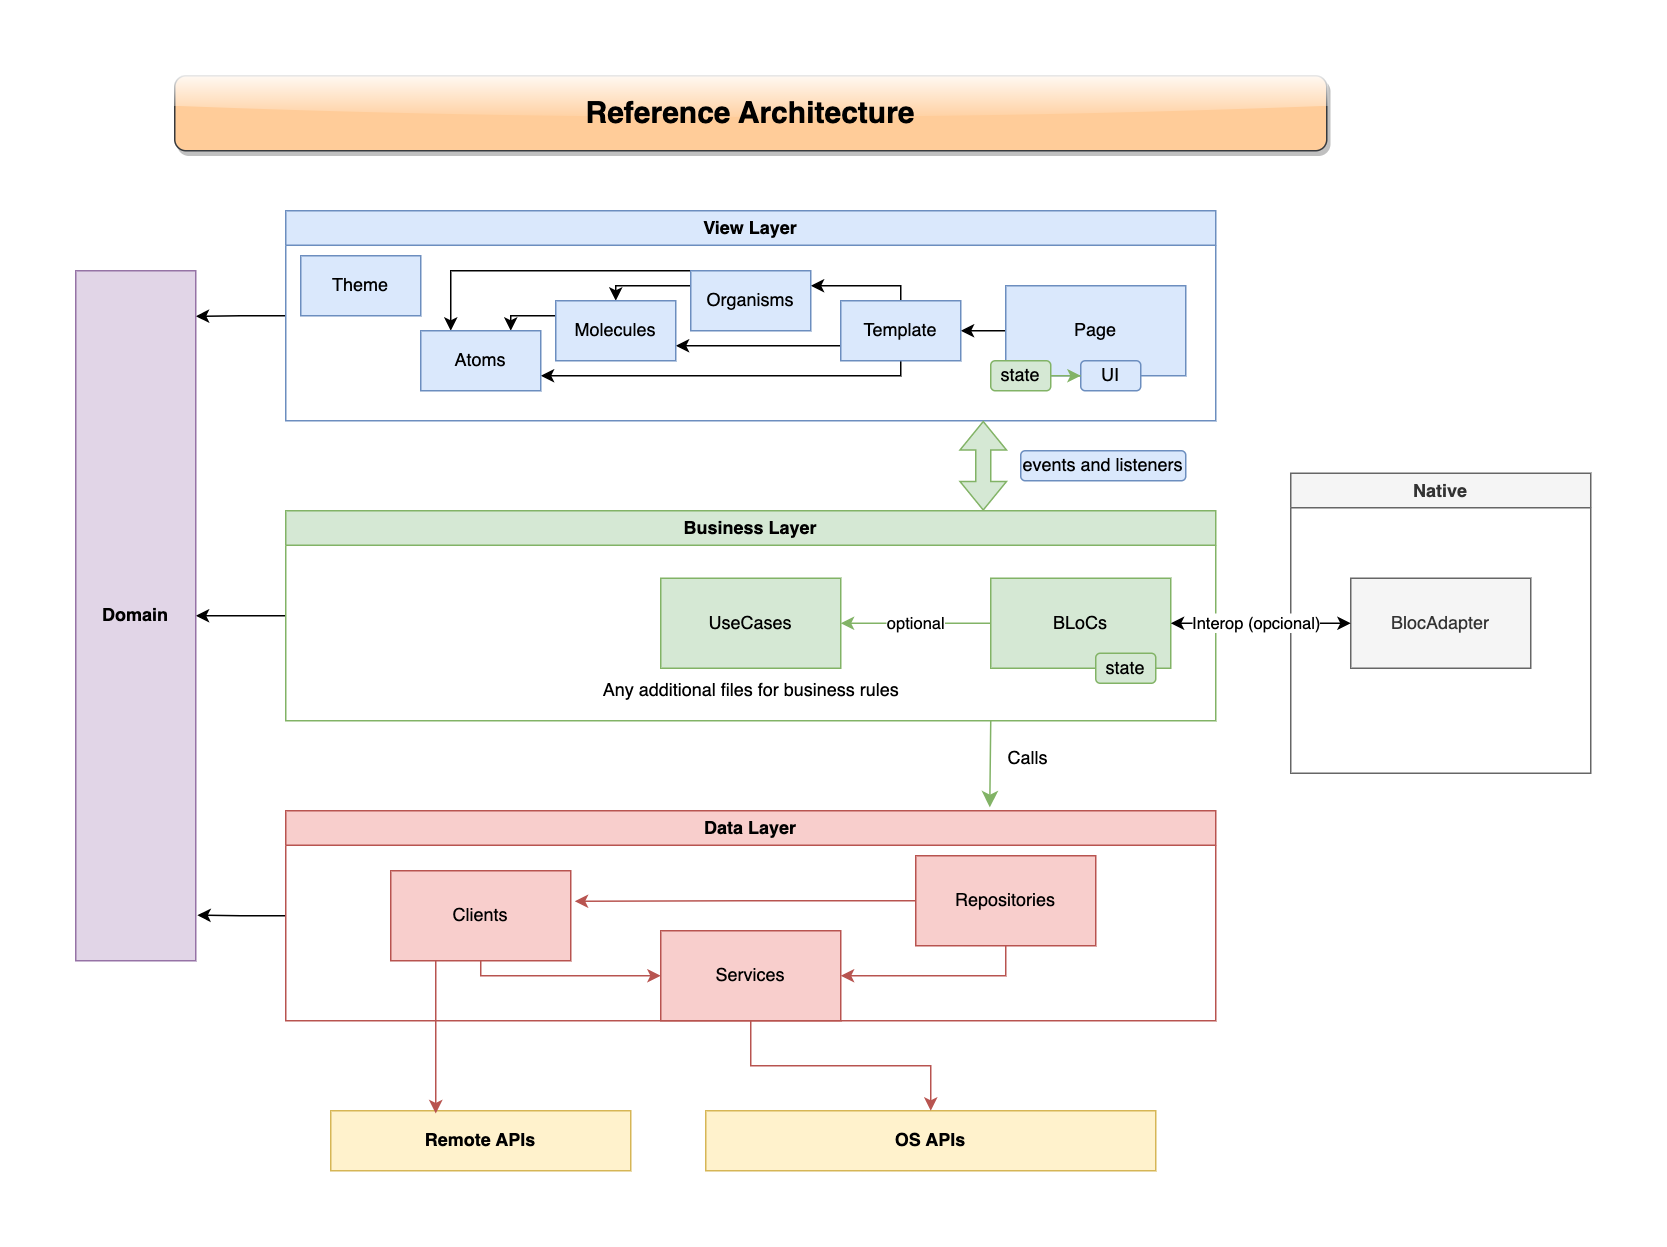 Reference Architecture
View Layer
Theme
Organisms
Molecules
Template
Page
Atoms
state
UI
events and listeners
Native
Business Layer
Domain
UseCases
optional
BLoCs
Interop (opcional)
BlocAdapter
state
Any additional files for business rules
Calls
Data Layer
Clients
Repositories
Services
Remote APIs
OS APIs